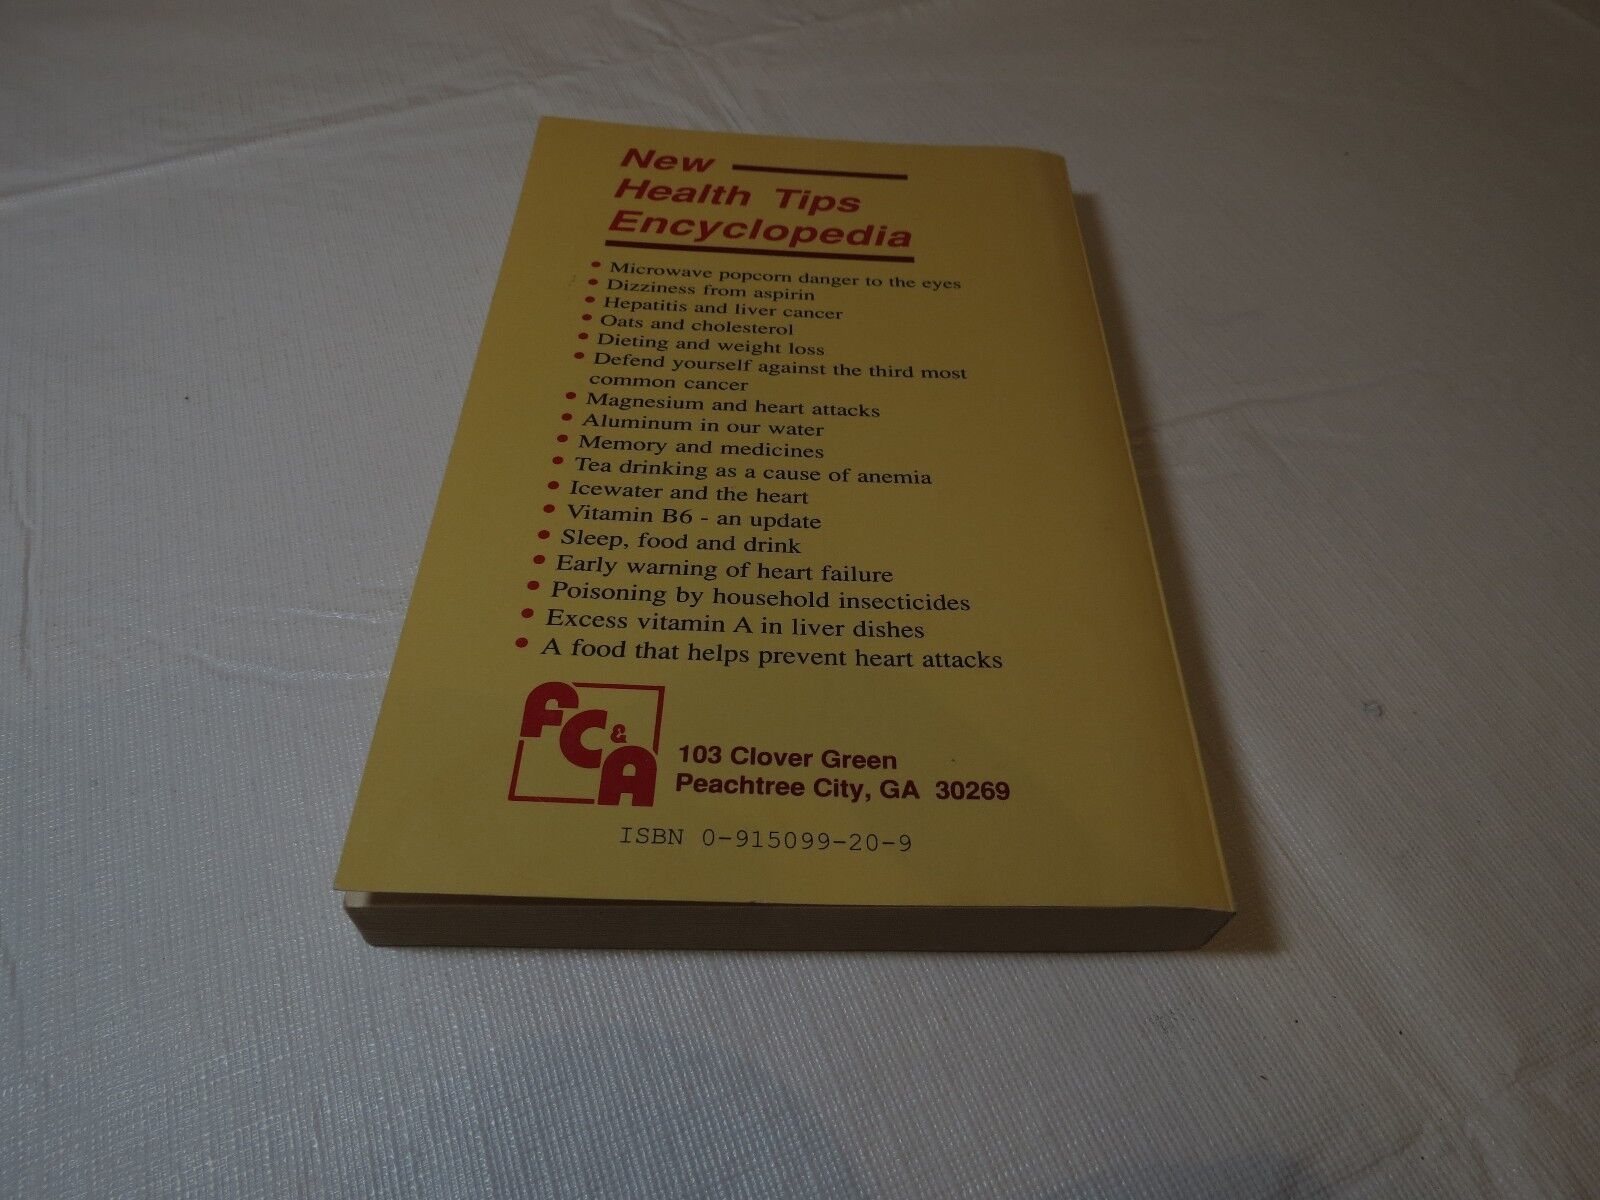 New
Health Tips
Encyclopedia
• Microwave popcorn danger to the eyes
• Dizziness from aspirin
• Hepatitis and liver cancer
• Oats and cholesterol
• Dieting and weight loss
• Defend yourself against the third most
common cancer
• Magnesium and heart attacks
• Aluminum in our water
• Memory and medicines
• Tea drinking as a cause of anemia
• Icewater and the heart
• Vitamin B6 - an update
• Sleep, food and drink
• Early warning of heart failure
• Poisoning by household insecticides
• Excess vitamin A in liver dishes
• A food that helps prevent heart attacks
FC&A
103 Clover Green
Peachtree City, GA 30269
ISBN 0-915099-20-9